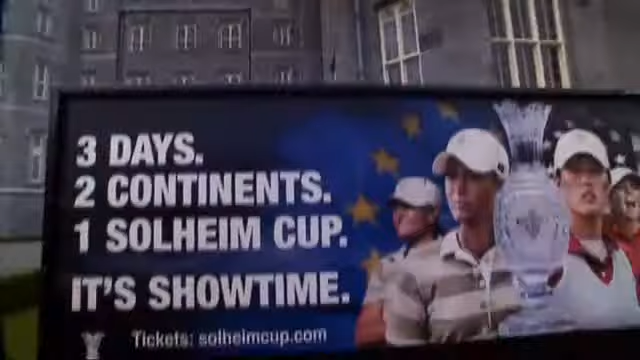 3 DAYS.
2 CONTINENTS.
1 SOLHEIM CUP.
IT'S SHOWTIME.
Tickets: solheimcup.com